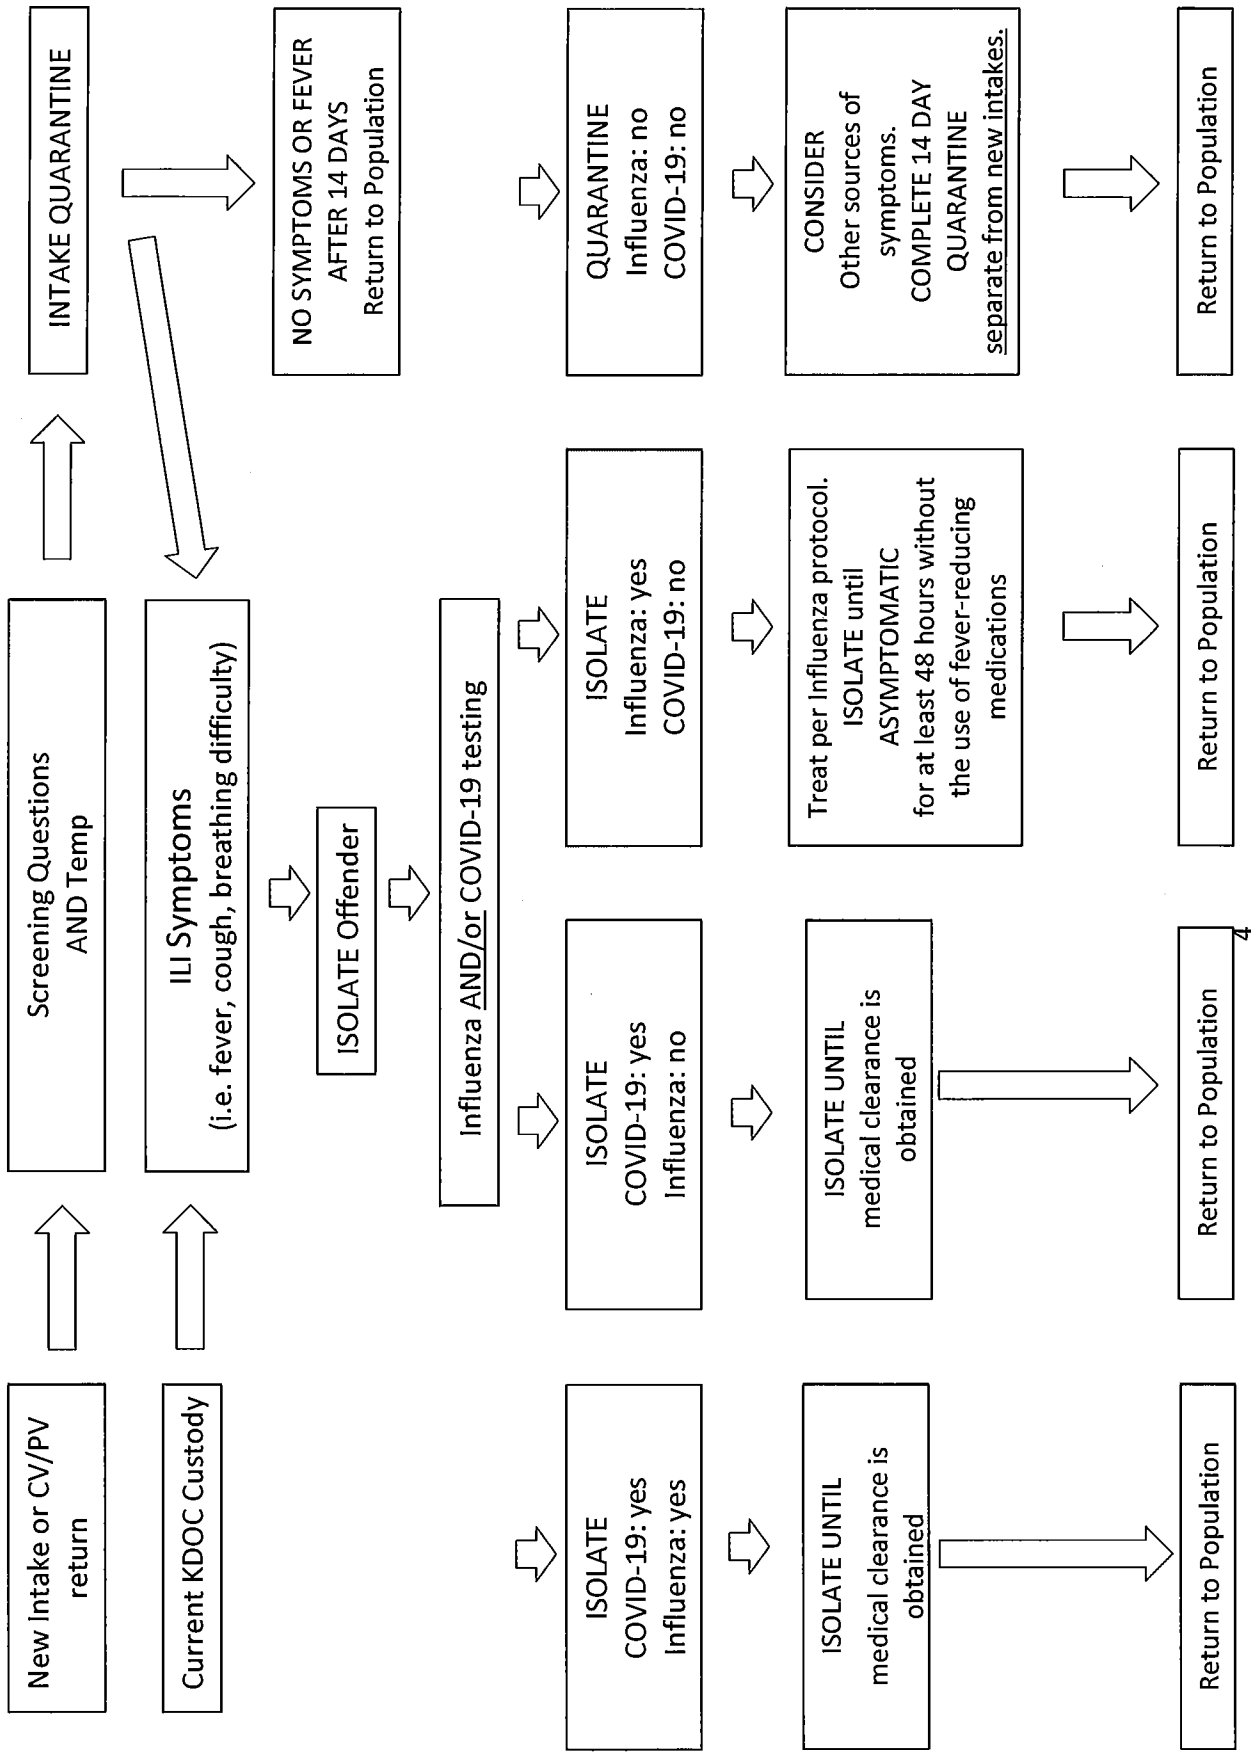 New Intake or CV/PV
return
Screening Questions
AND Temp
INTAKE QUARANTINE
Current KDOC Custody
ILI Symptoms
(i.e. fever, cough, breathing difficulty)
NO SYMPTOMS OR FEVER
AFTER 14 DAYS
Return to Population
ISOLATE Offender
Influenza AND/or COVID-19 testing
ISOLATE
COVID-19: yes
Influenza: yes
ISOLATE
COVID-19: yes
Influenza: no
ISOLATE
Influenza: yes
COVID-19: no
QUARANTINE
Influenza: no
COVID-19: no
ISOLATE UNTIL
medical clearance is
obtained
ISOLATE UNTIL
medical clearance is
obtained
Treat per Influenza protocol.
ISOLATE until
ASYMPTOMATIC
for at least 48 hours without
the use of fever-reducing
medications
CONSIDER
Other sources of
symptoms.
COMPLETE 14 DAY
QUARANTINE
separate from new intakes.
Return to Population
Return to Population
Return to Population
Return to Population
4